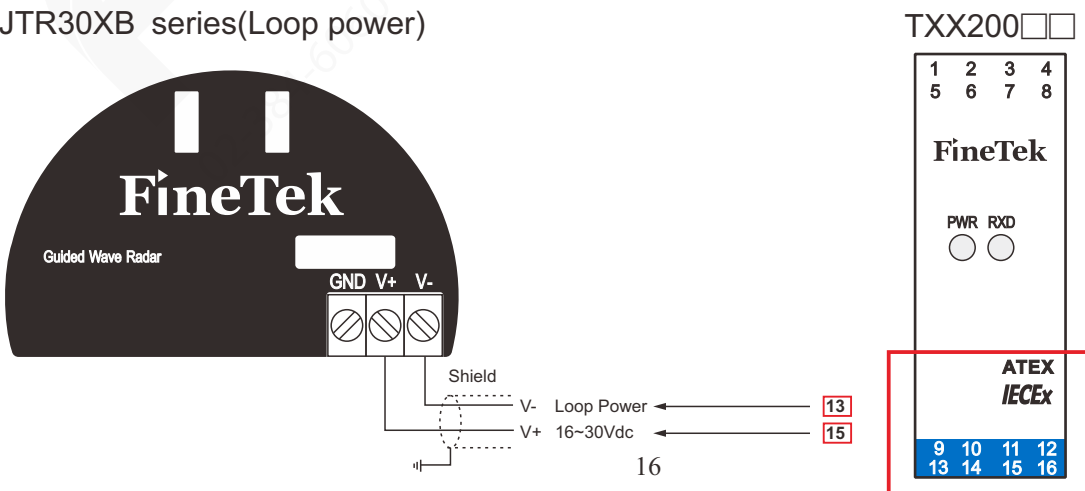 JTR30XB series(Loop power)
TXX200□□
1 2 3 4
5 6 7 8
FineTek
PWR RXD
ATEX
IECEx
9 10 11 12
13 14 15 16
FineTek
Guided Wave Radar
GND V+ V-
Shield
V- Loop Power 13
V+ 16~30Vdc 15
16